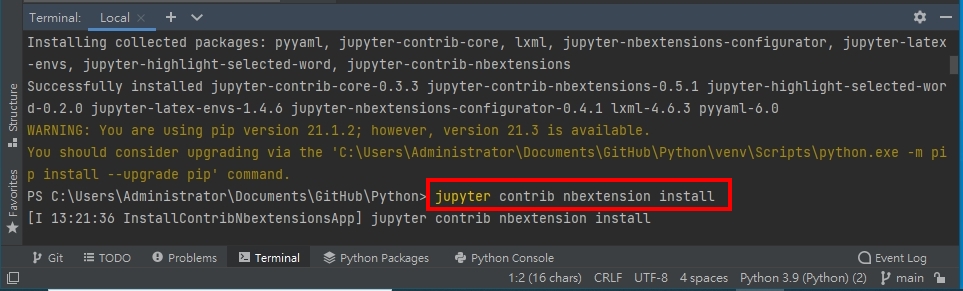 Terminal: Local × + ∨
Installing collected packages: pyyaml, jupyter-contrib-core, lxml, jupyter-nbextensions-configurator, jupyter-latex
-envs, jupyter-highlight-selected-word, jupyter-contrib-nbextensions
Successfully installed jupyter-contrib-core-0.3.3 jupyter-contrib-nbextensions-0.5.1 jupyter-highlight-selected-wor
d-0.2.0 jupyter-latex-envs-1.4.6 jupyter-nbextensions-configurator-0.4.1 lxml-4.6.3 pyyaml-6.0
WARNING: You are using pip version 21.1.2; however, version 21.3 is available.
You should consider upgrading via the 'C:\Users\Administrator\Documents\GitHub\Python\venv\Scripts\python.exe -m pi
p install --upgrade pip' command.
PS C:\Users\Administrator\Documents\GitHub\Python> jupyter contrib nbextension install
[I 13:21:36 InstallContribNbextensionsApp] jupyter contrib nbextension install
Structure
Favorites
Git TODO Problems Terminal Python Packages Python Console Event Log
1:2 (16 chars) CRLF UTF-8 4 spaces Python 3.9 (Python) (2) main